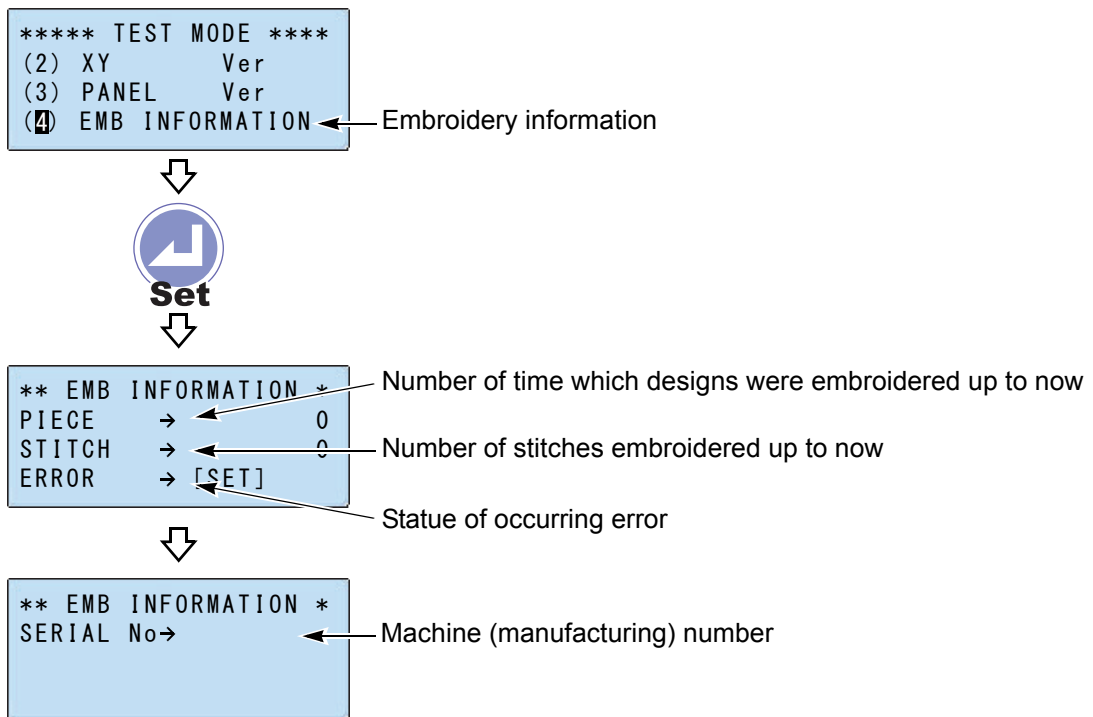 ***** TEST MODE ****
(2) XY Ver
(3) PANEL Ver
(4) EMB INFORMATION
Embroidery information
Set
** EMB INFORMATION *
Number of time which designs were embroidered up to now
PIECE → 0
STITCH → 0
Number of stitches embroidered up to now
ERROR → [SET]
Statue of occurring error
** EMB INFORMATION *
SERIAL No→
Machine (manufacturing) number